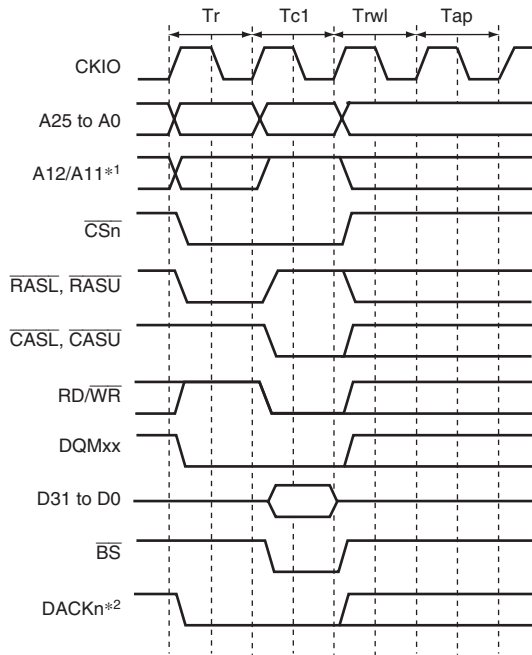 Tr Tc1 Trwl Tap
CKIO
A25 to A0
A12/A11*1
CSn
RASL, RASU
CASL, CASU
RD/WR
DQMxx
D31 to D0
BS
DACKn*2